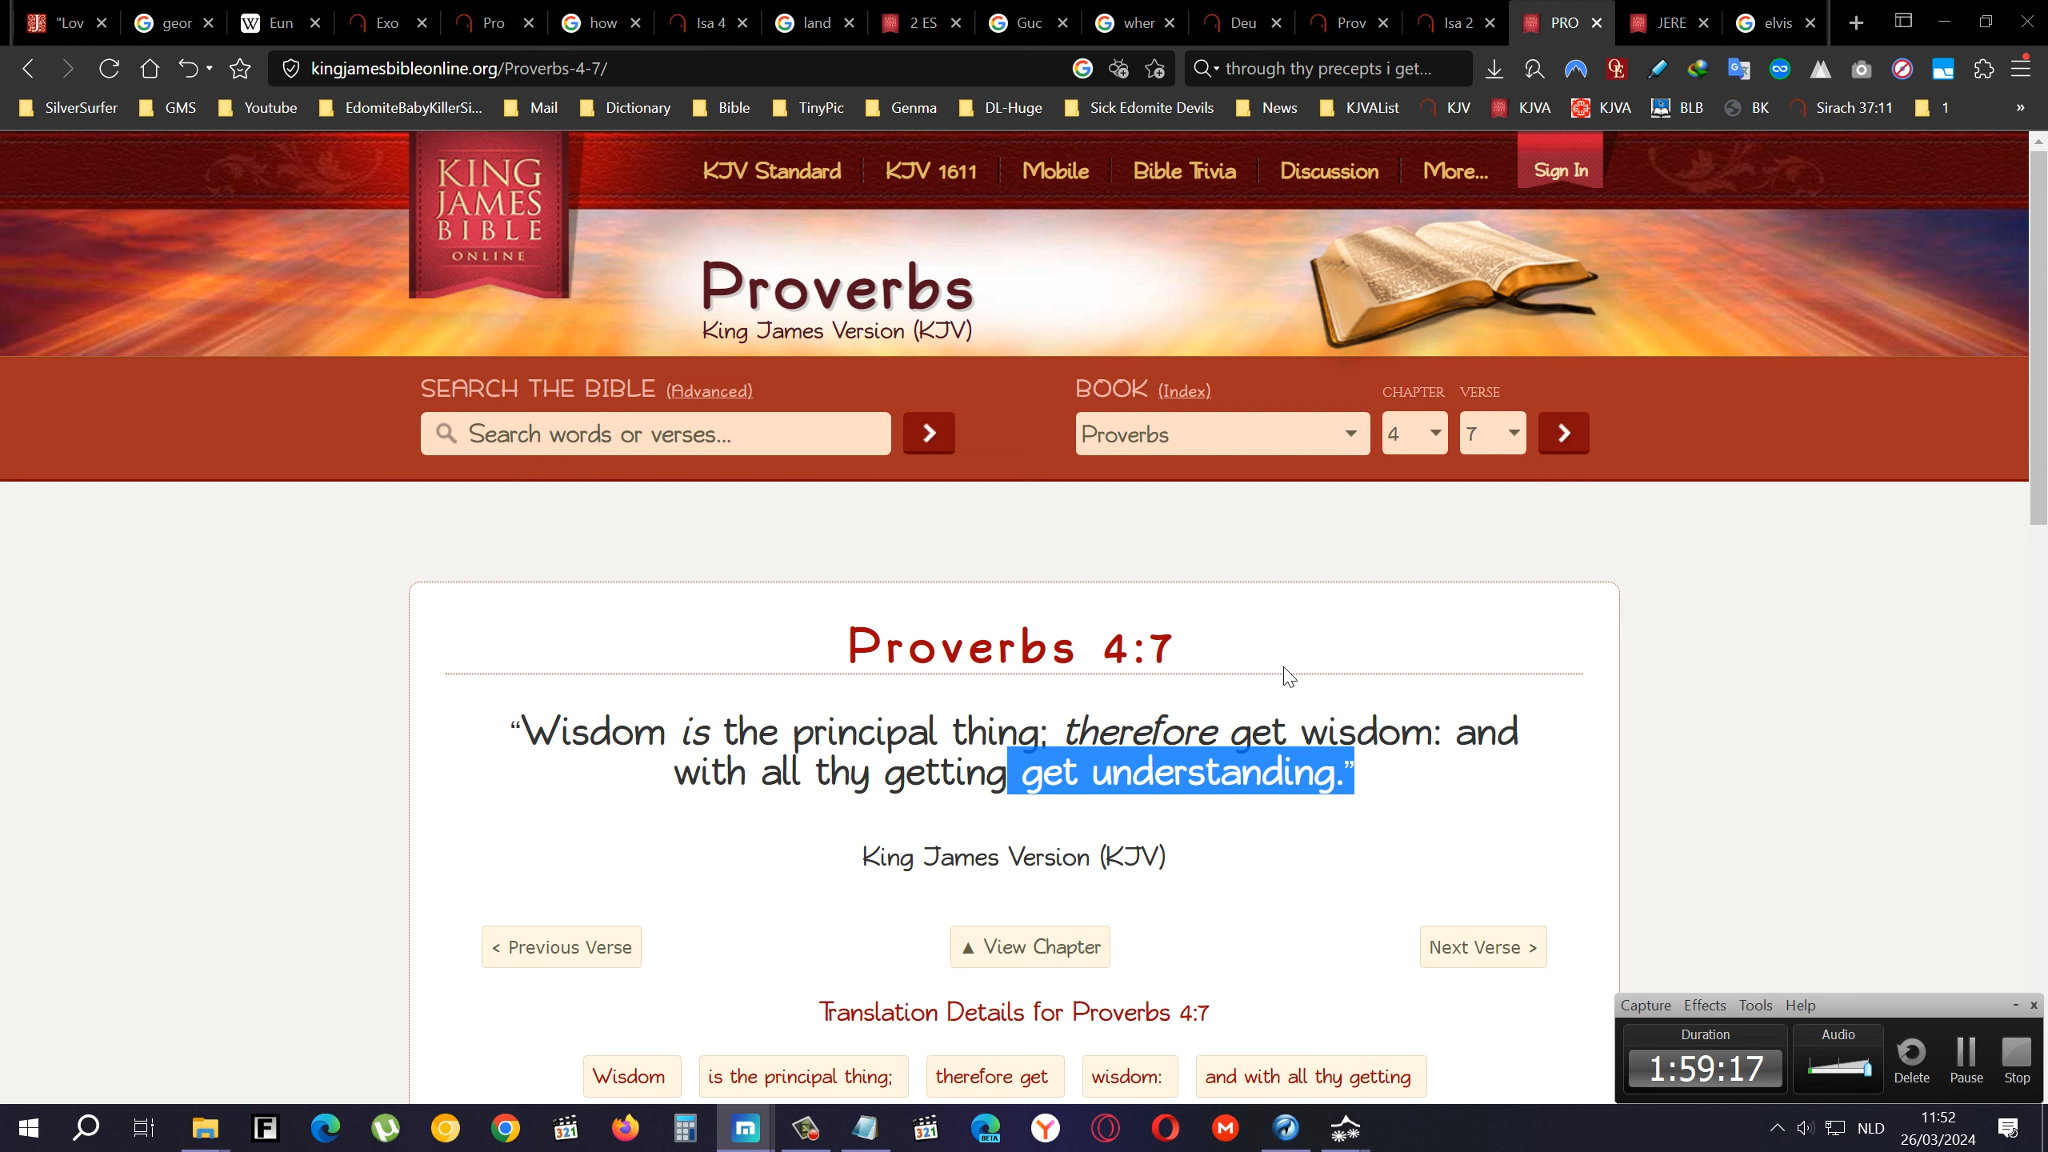 "Lov
geor
Eun
Exo
Pro
how
Isa 4
land
2 ES
Guc
wher
Deu
Prov
Isa 2
PRO
JERE
elvis
kingjamesbibleonline.org/Proverbs-4-7/
through thy precepts i get...
SilverSurfer
GMS
Youtube
EdomiteBabyKillerSi...
Mail
Dictionary
Bible
TinyPic
Genma
DL-Huge
Sick Edomite Devils
News
KJVAList
KJV
KJVA
KJVA
BLB
BK
Sirach 37:11
1
»
KING
JAMES
BIBLE
ONLINE
KJV Standard
KJV 1611
Mobile
Bible Trivia
Discussion
More...
Sign In
Proverbs
King James Version (KJV)
SEARCH THE BIBLE (Advanced)
Search words or verses...
BOOK (Index)
CHAPTER
VERSE
Proverbs
4
7
Proverbs 4:7
“Wisdom is the principal thing; therefore get wisdom: and
with all thy getting get understanding.”
King James Version (KJV)
< Previous Verse
▲ View Chapter
Next Verse >
Translation Details for Proverbs 4:7
Wisdom
is the principal thing;
therefore get
wisdom:
and with all thy getting
Capture Effects Tools Help
Duration
1:59:17
Audio
Delete
Pause
Stop
321
321
BETA
NLD
11:52
26/03/2024